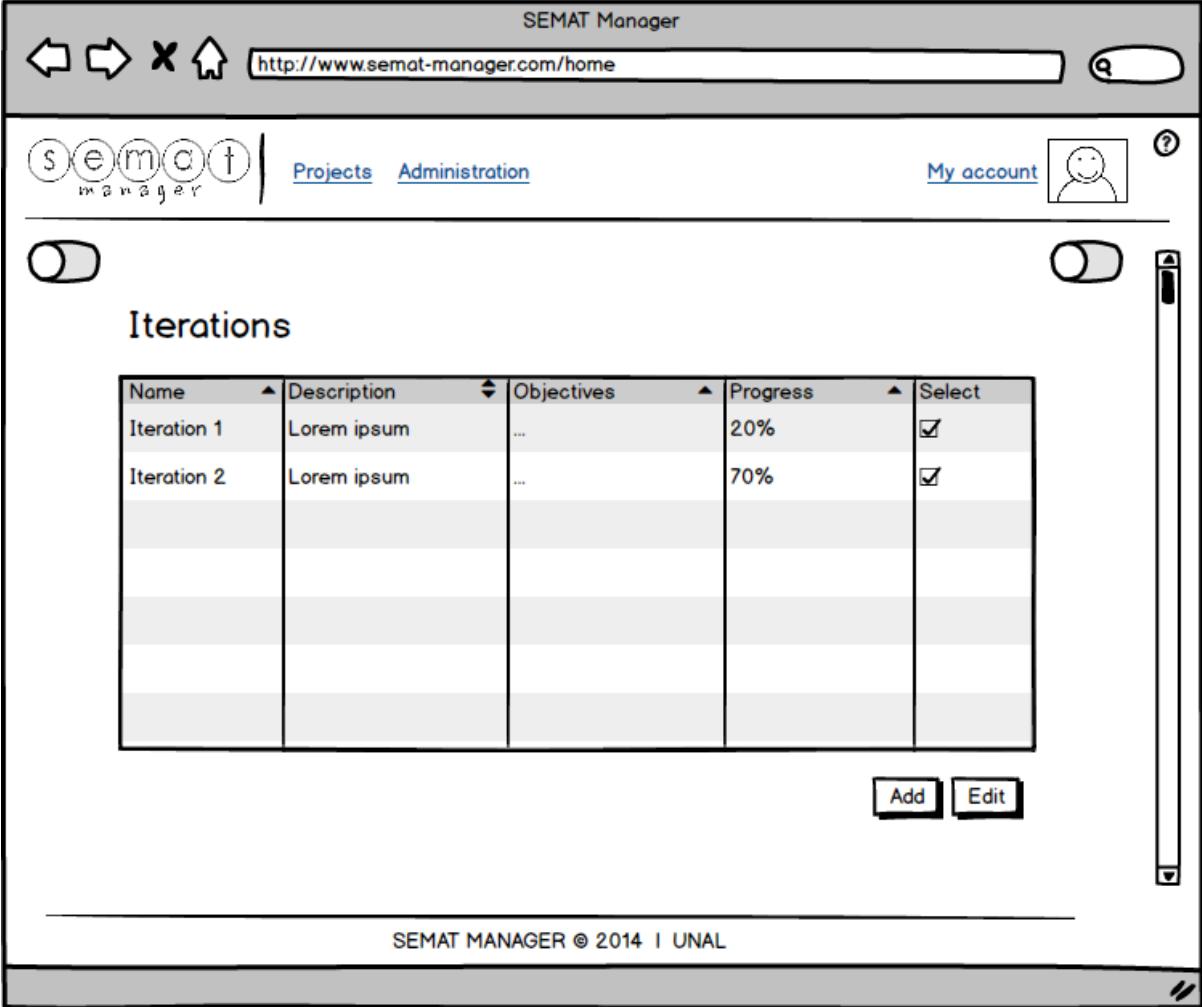 SEMAT Manager
http://www.semat-manager.com/home
semat
manager
Projects Administration My account ?
Iterations
Name Description Objectives Progress Select
Iteration 1 Lorem ipsum ... 20%
Iteration 2 Lorem ipsum ... 70%
Add Edit
SEMAT MANAGER © 2014 | UNAL